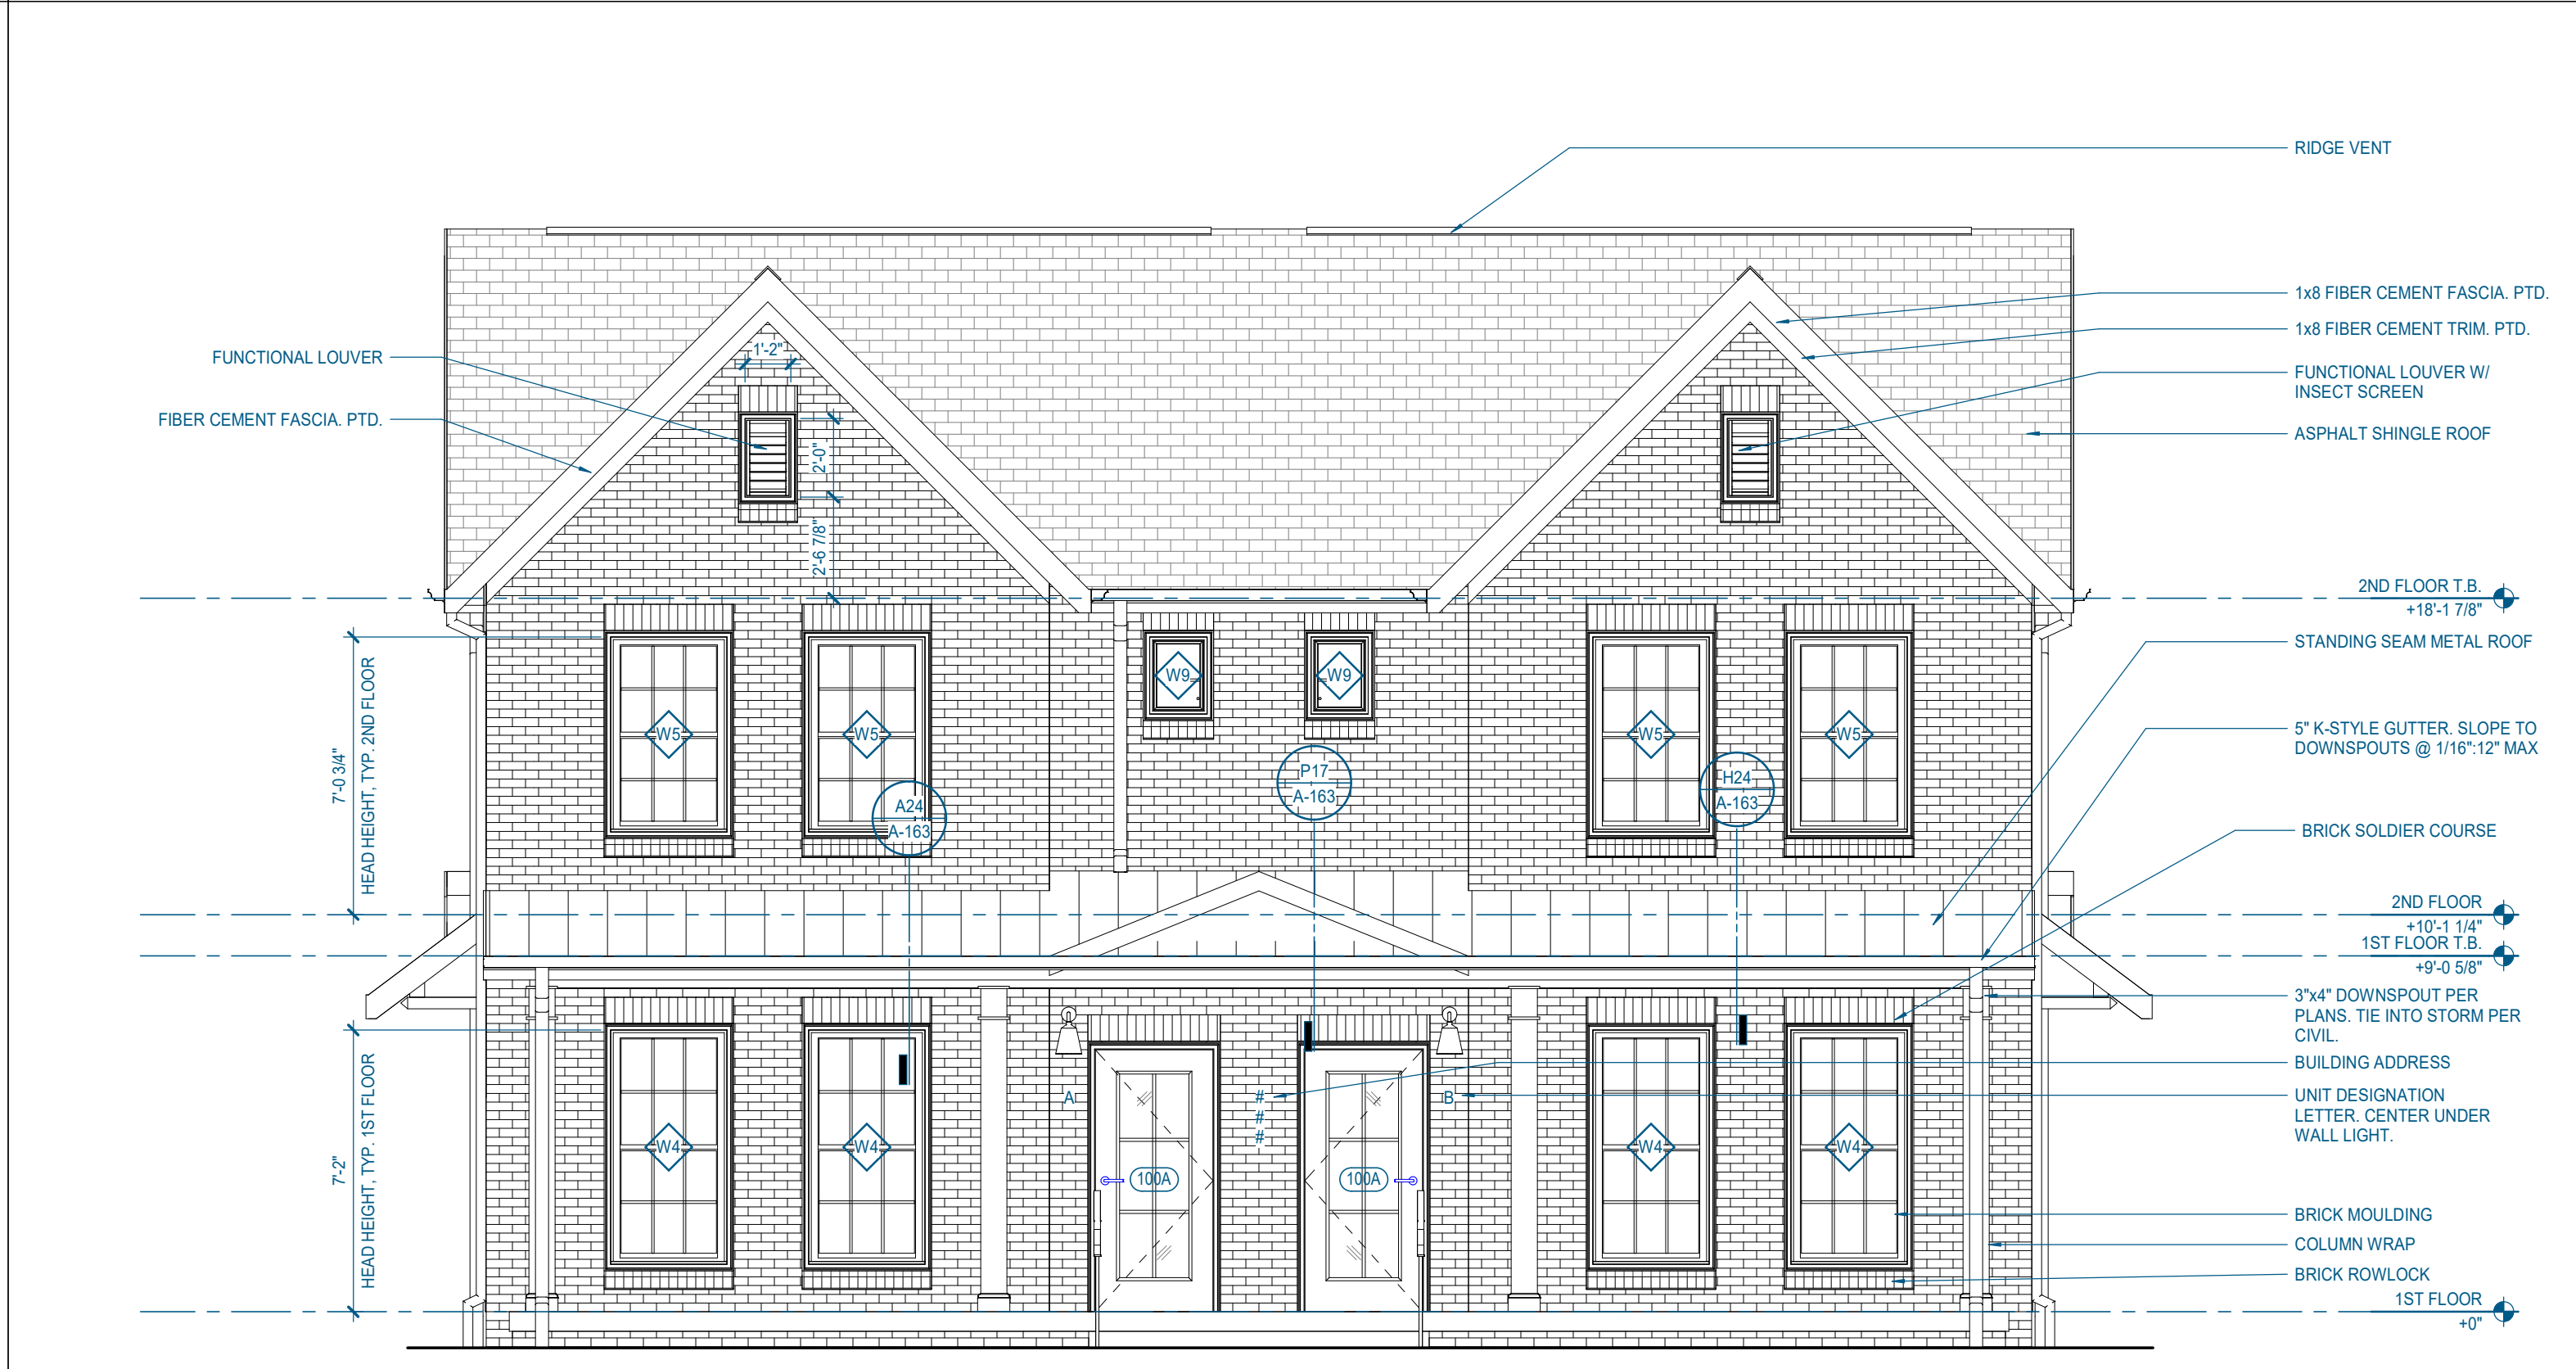 RIDGE VENT
1x8 FIBER CEMENT FASCIA. PTD.
1x8 FIBER CEMENT TRIM. PTD.
FUNCTIONAL LOUVER
1'-2"
FUNCTIONAL LOUVER W/
INSECT SCREEN
FIBER CEMENT FASCIA. PTD.
ASPHALT SHINGLE ROOF
2'-0"
2'-6 7/8"
2ND FLOOR T.B.
+18'-1 7/8"
STANDING SEAM METAL ROOF
W9
W9
7'-0 3/4"
HEAD HEIGHT, TYP. 2ND FLOOR
W5
W5
W5
W5
5" K-STYLE GUTTER. SLOPE TO
DOWNSPOUTS @ 1/16":12" MAX
P17
A-163
H24
A-163
A24
A-163
BRICK SOLDIER COURSE
2ND FLOOR
+10'-1 1/4"
1ST FLOOR T.B.
+9'-0 5/8"
3"x4" DOWNSPOUT PER
PLANS. TIE INTO STORM PER
CIVIL.
BUILDING ADDRESS
A
#
#
#
B
UNIT DESIGNATION
LETTER. CENTER UNDER
WALL LIGHT.
7'-2"
HEAD HEIGHT, TYP. 1ST FLOOR
W4
W4
W4
W4
100A
100A
BRICK MOULDING
COLUMN WRAP
BRICK ROWLOCK
1ST FLOOR
+0"